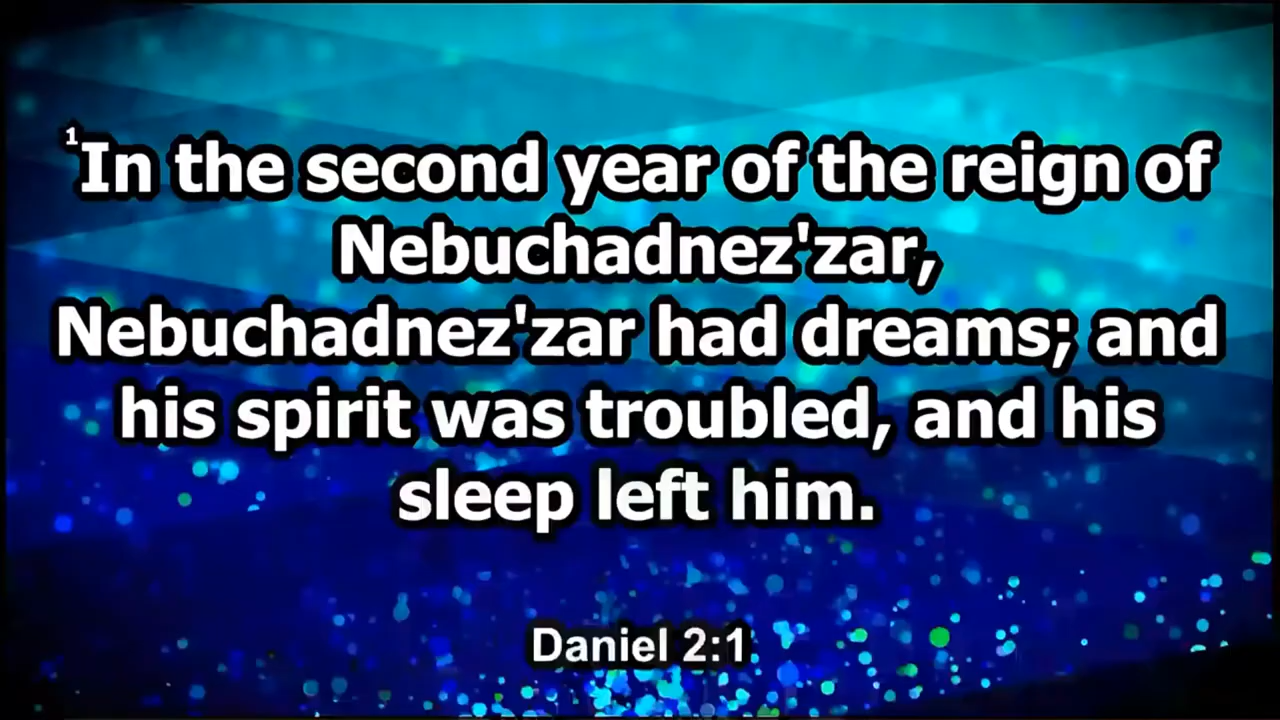 ¹In the second year of the reign of
Nebuchadnez'zar,
Nebuchadnez'zar had dreams; and
his spirit was troubled, and his
sleep left him.
Daniel 2:1